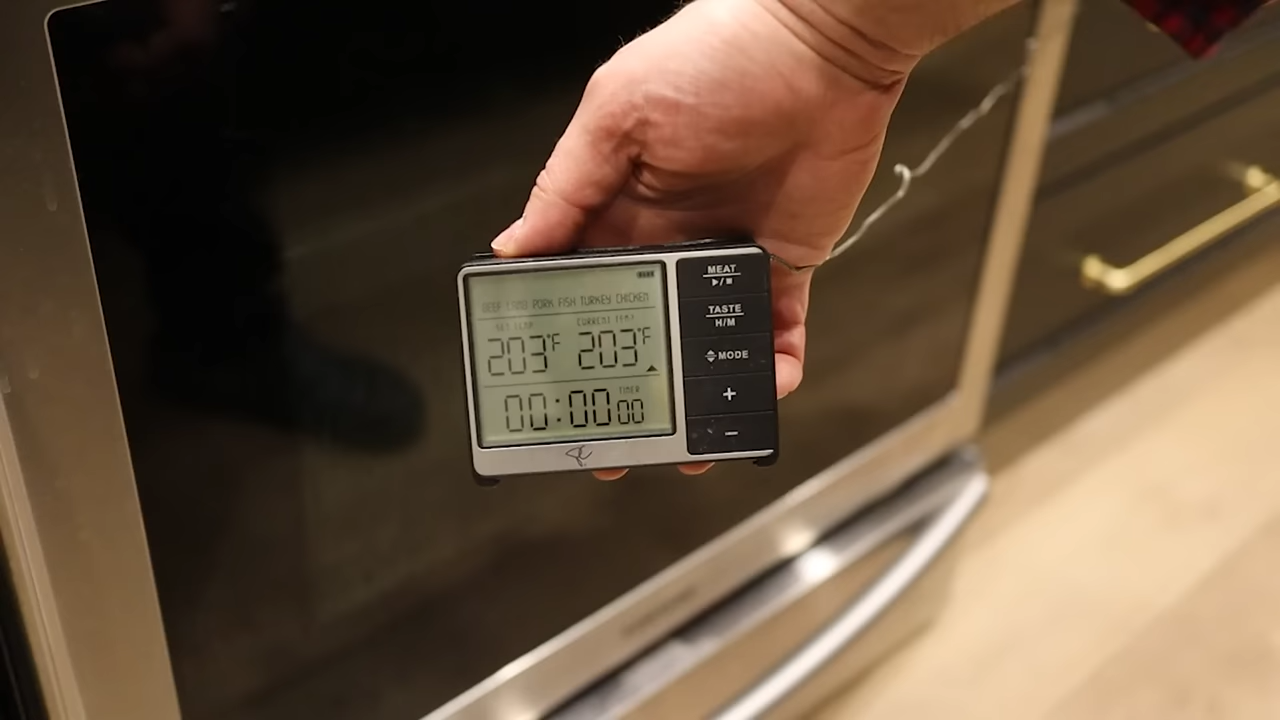 BEEF LAMB PORK FISH TURKEY CHICKEN
SET TEMP CURRENT TEMP
203°F 203°F
TIMER
00:00 00
MEAT
▶/■
TASTE
H/M
MODE
+
−